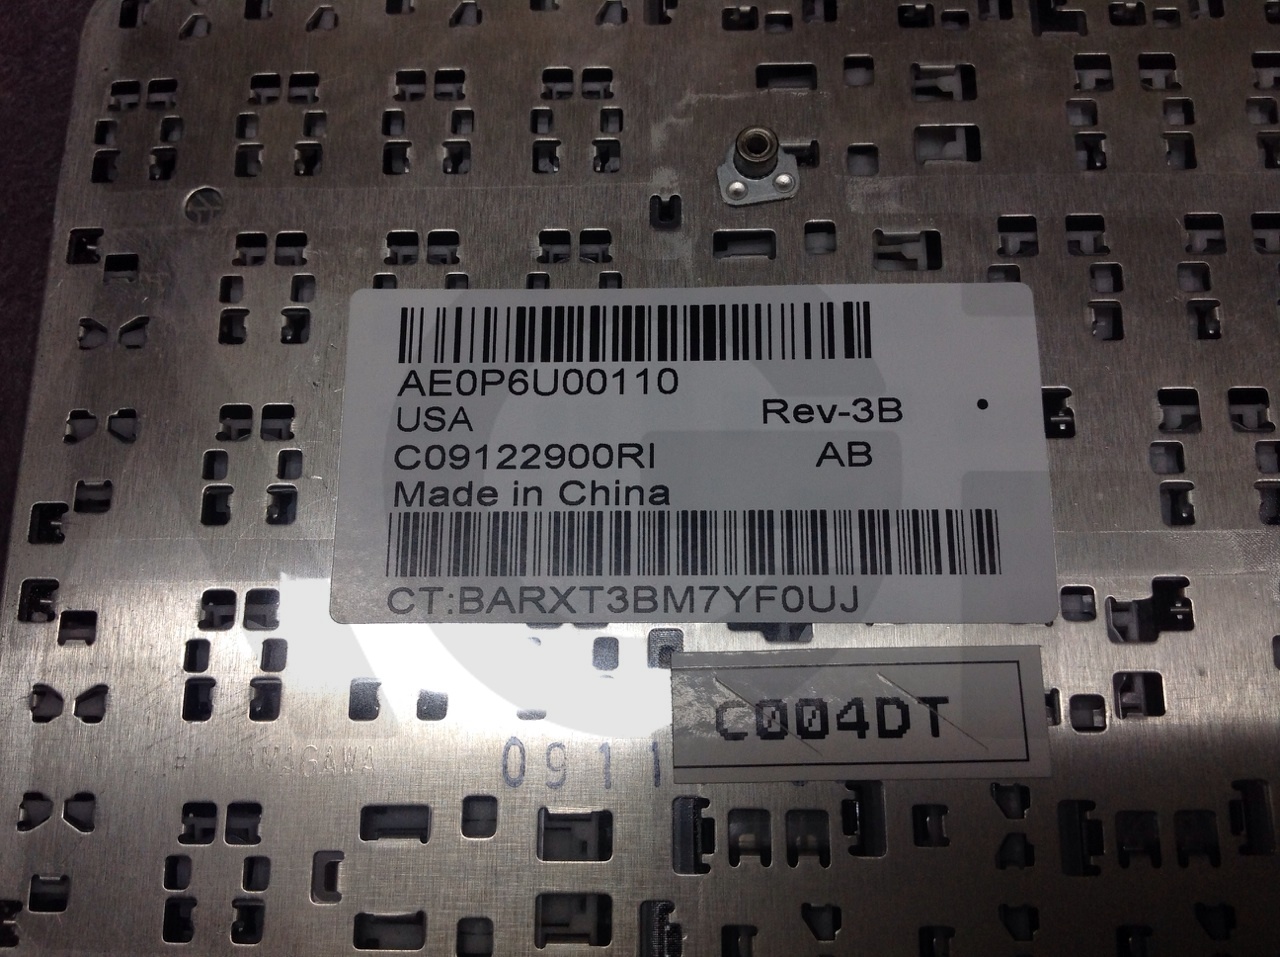 AE0P6U00110
USA
Rev-3B
C09122900RI
AB
Made in China
CT:BARXT3BM7YF0UJ
C004DT
0911